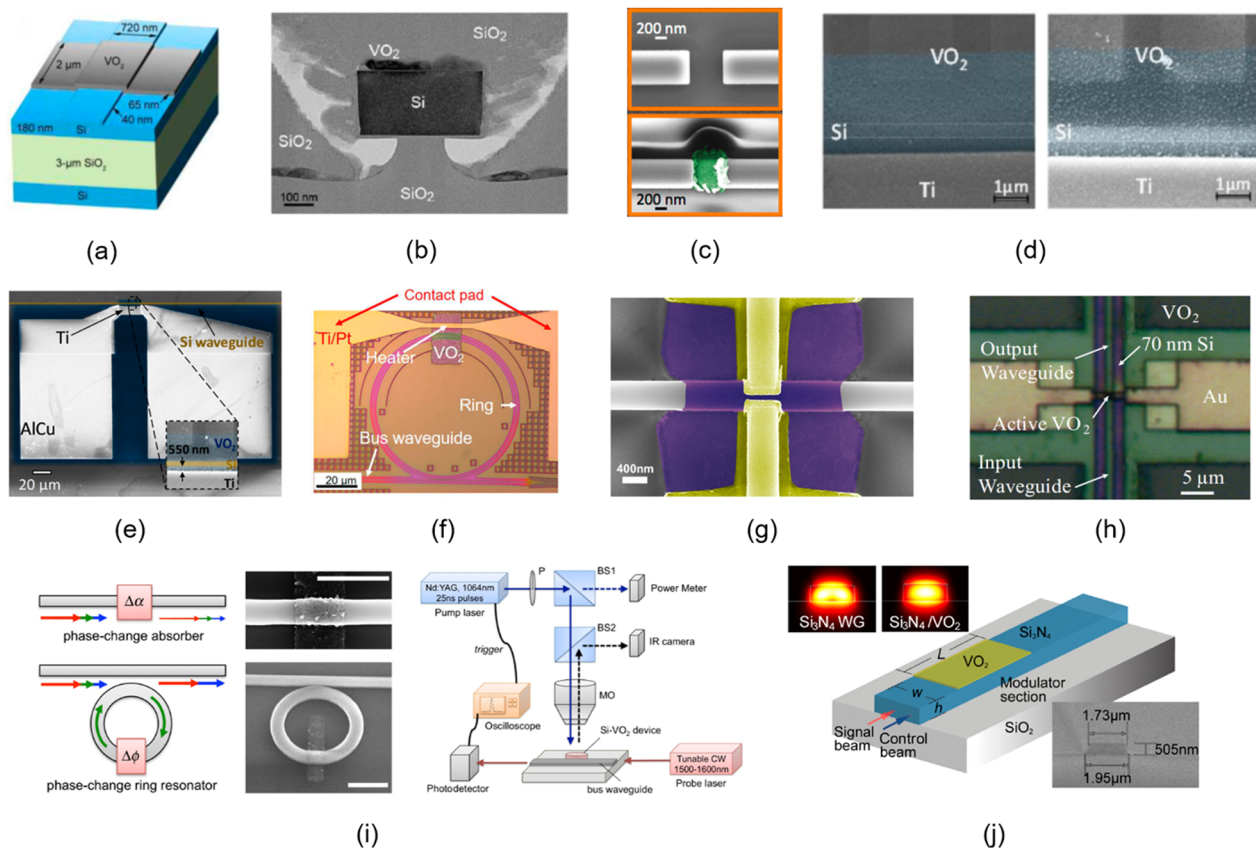 720 nm
2 µm
VO2
65 nm
40 nm
180 nm
Si
3-µm SiO2
Si
(a)
VO2
SiO2
Si
SiO2
SiO2
100 nm
(b)
200 nm
200 nm
(c)
VO2
Si
Ti
1µm
VO2
Si
Ti
1µm
(d)
Ti
Si waveguide
AlCu
VO2
550 nm
Si
Ti
20 µm
(e)
Contact pad
Ti/Pt
Heater
VO2
Ring
Bus waveguide
20 µm
(f)
400nm
(g)
VO2
Output
Waveguide
70 nm Si
Au
Active VO2
Input
Waveguide
5 µm
(h)
Δα
phase-change absorber
Δϕ
phase-change ring resonator
Nd:YAG, 1064nm
25ns pulses
Pump laser
P
BS1
Power Meter
BS2
IR camera
trigger
MO
Oscilloscope
Si-VO2 device
Photodetector
bus waveguide
Tunable CW
1500-1600nm
Probe laser
(i)
Si3N4 WG
Si3N4 /VO2
Si3N4
L
VO2
w
h
Modulator
section
Signal
beam
Control
beam
SiO2
1.73µm
505nm
1.95µm
(j)